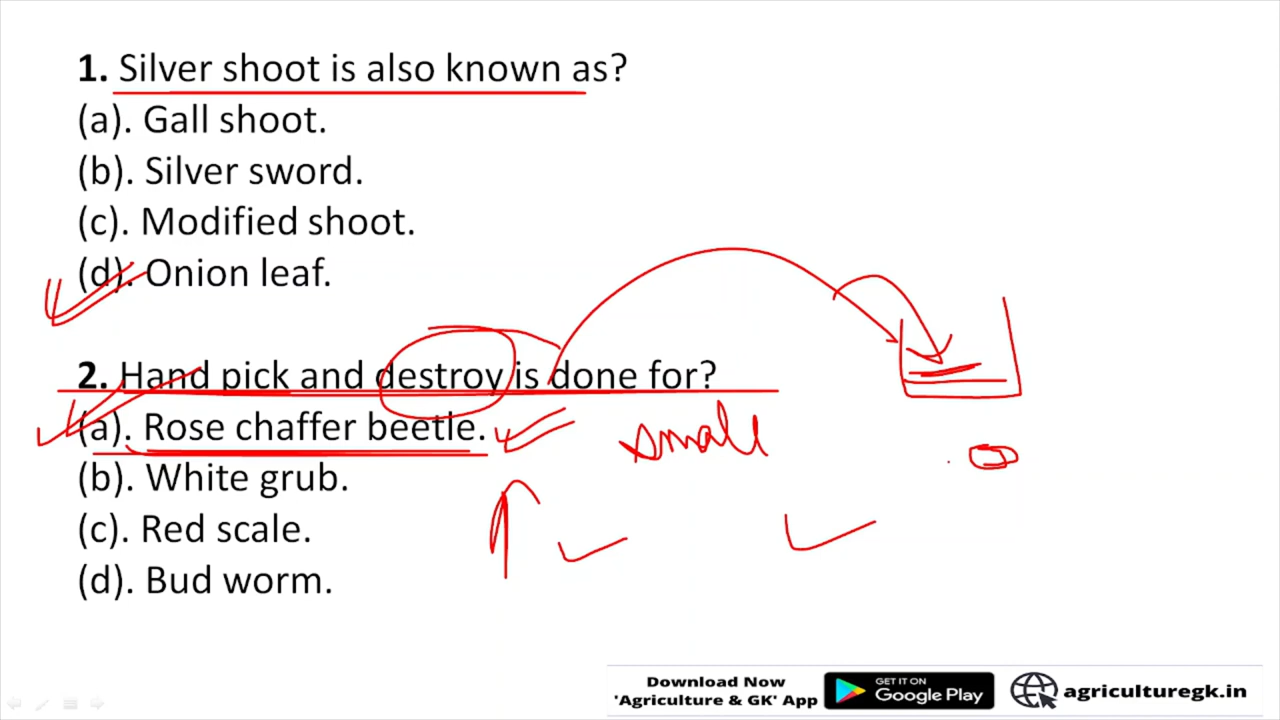 1. Silver shoot is also known as?
(a). Gall shoot.
(b). Silver sword.
(c). Modified shoot.
(d). Onion leaf.
2. Hand pick and destroy is done for?
(a). Rose chaffer beetle.
small
(b). White grub.
(c). Red scale.
(d). Bud worm.
Download Now
'Agriculture & GK' App
GET IT ON
Google Play
agriculturegk.in